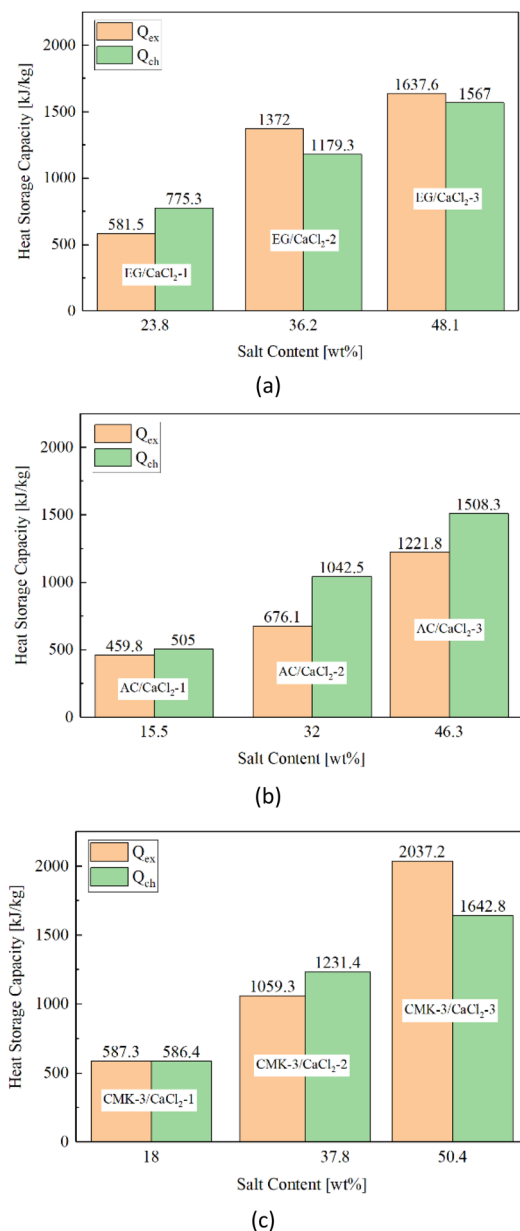 Q_ex
Q_ch
2000
1500
1000
500
0
Heat Storage Capacity [kJ/kg]
581.5
775.3
1372
1179.3
1637.6
1567
EG/CaCl₂-1
EG/CaCl₂-2
EG/CaCl₂-3
23.8
36.2
48.1
Salt Content [wt%]
(a)
Q_ex
Q_ch
2000
1500
1000
500
0
Heat Storage Capacity [kJ/kg]
459.8
505
676.1
1042.5
1221.8
1508.3
AC/CaCl₂-1
AC/CaCl₂-2
AC/CaCl₂-3
15.5
32
46.3
Salt Content [wt%]
(b)
Q_ex
Q_ch
2000
1500
1000
500
0
Heat Storage Capacity [kJ/kg]
587.3
586.4
1059.3
1231.4
2037.2
1642.8
CMK-3/CaCl₂-1
CMK-3/CaCl₂-2
CMK-3/CaCl₂-3
18
37.8
50.4
Salt Content [wt%]
(c)